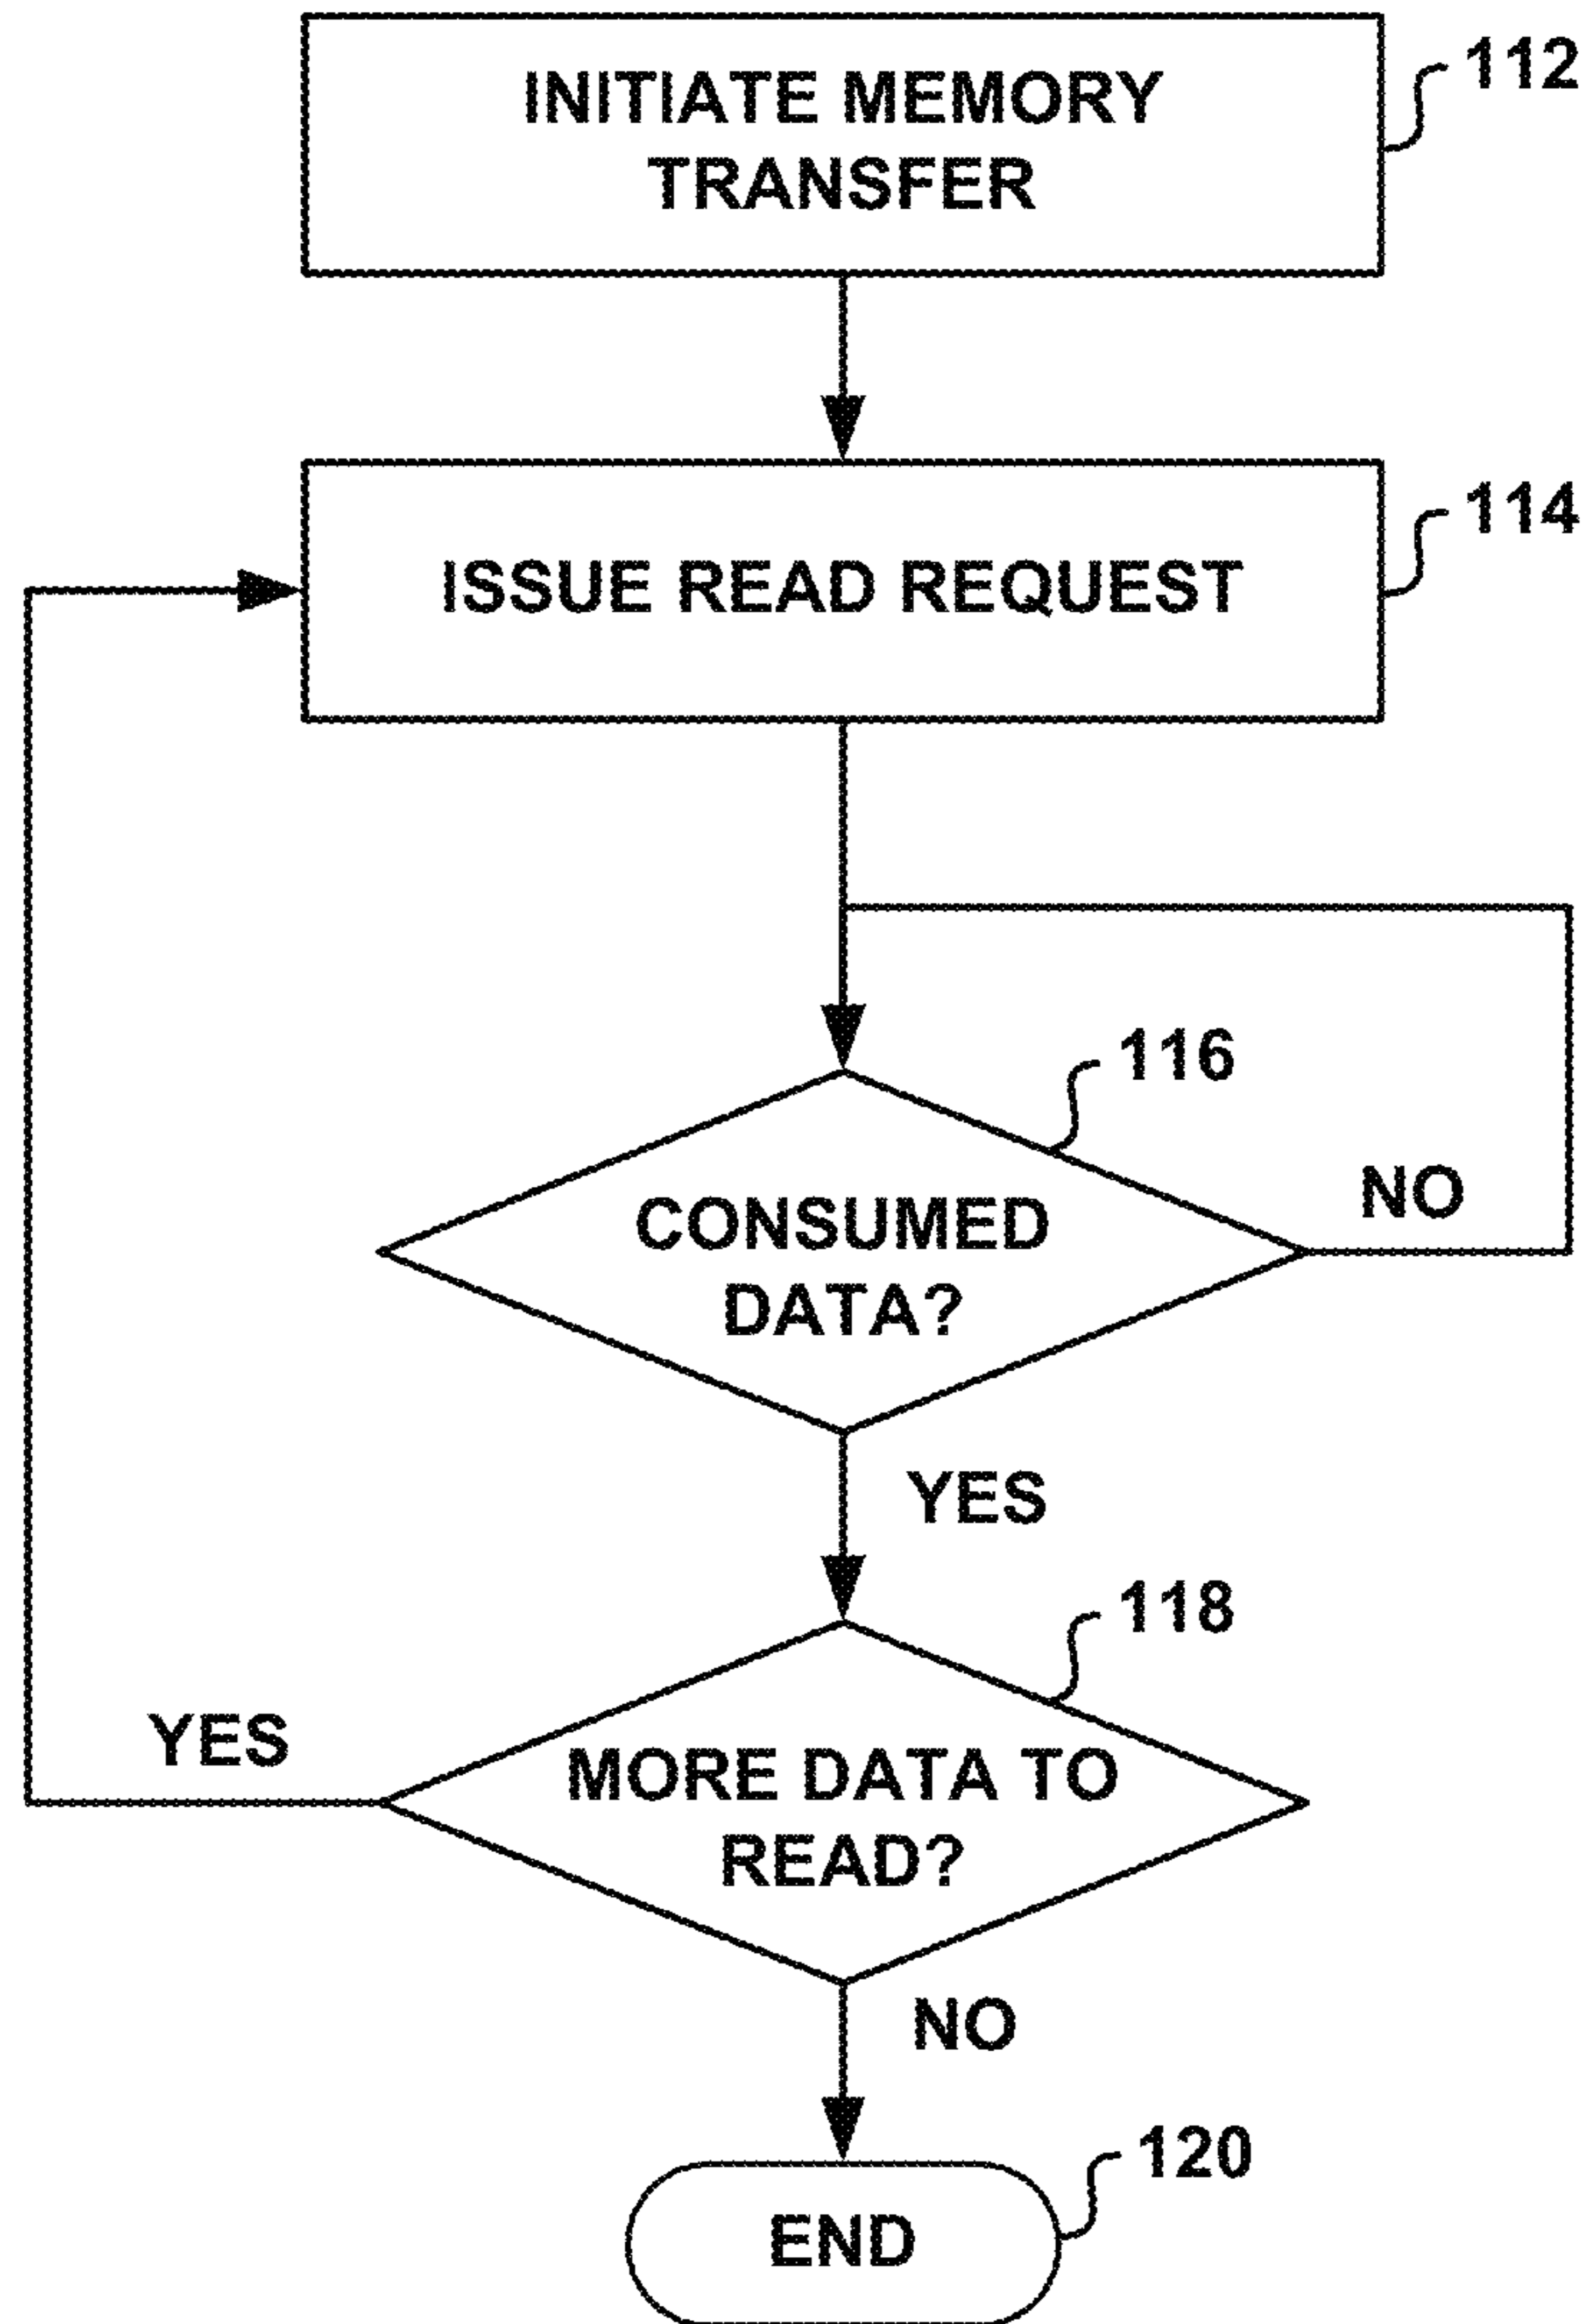 INITIATE MEMORY
TRANSFER
112
ISSUE READ REQUEST
114
116
CONSUMED
DATA?
NO
YES
118
MORE DATA TO
READ?
YES
NO
120
END